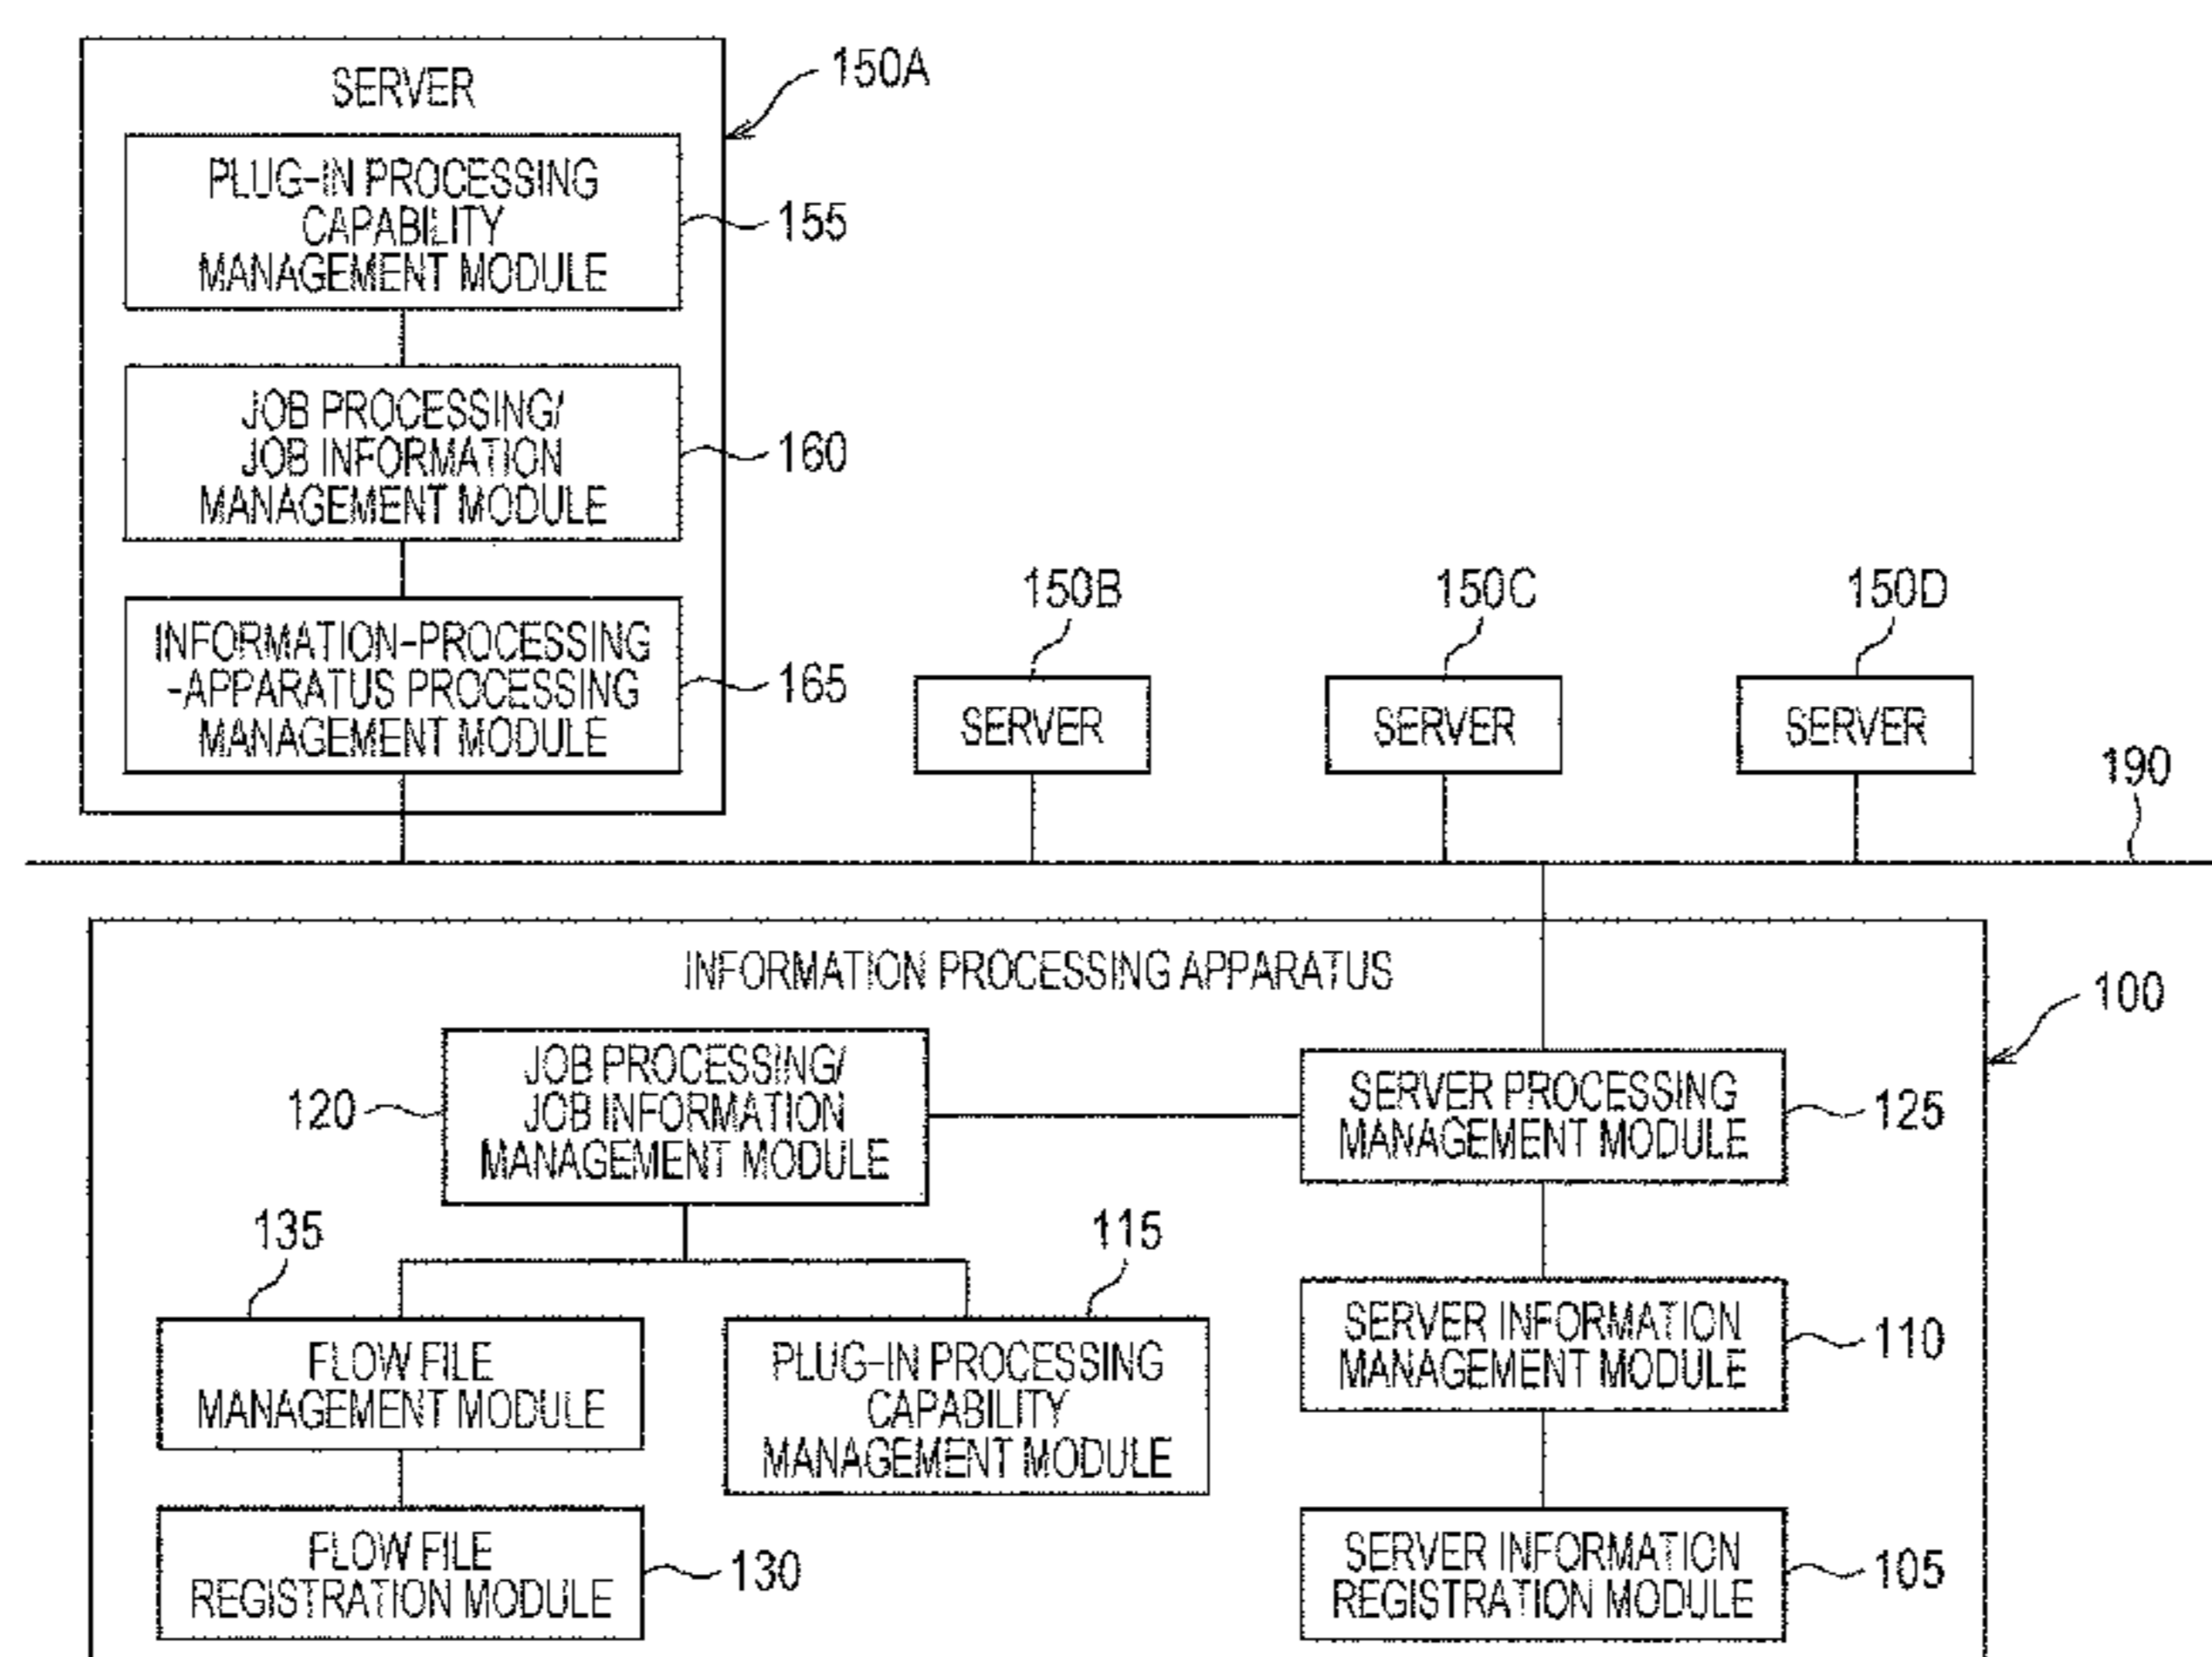 SERVER
150A
PLUG-IN PROCESSING
CAPABILITY
MANAGEMENT MODULE
155
JOB PROCESSING/
JOB INFORMATION
MANAGEMENT MODULE
160
INFORMATION-PROCESSING
-APPARATUS PROCESSING
MANAGEMENT MODULE
165
150B
SERVER
150C
SERVER
150D
SERVER
190
INFORMATION PROCESSING APPARATUS
100
120
JOB PROCESSING/
JOB INFORMATION
MANAGEMENT MODULE
SERVER PROCESSING
MANAGEMENT MODULE
125
135
FLOW FILE
MANAGEMENT MODULE
115
PLUG-IN PROCESSING
CAPABILITY
MANAGEMENT MODULE
SERVER INFORMATION
MANAGEMENT MODULE
110
FLOW FILE
REGISTRATION MODULE
130
SERVER INFORMATION
REGISTRATION MODULE
105